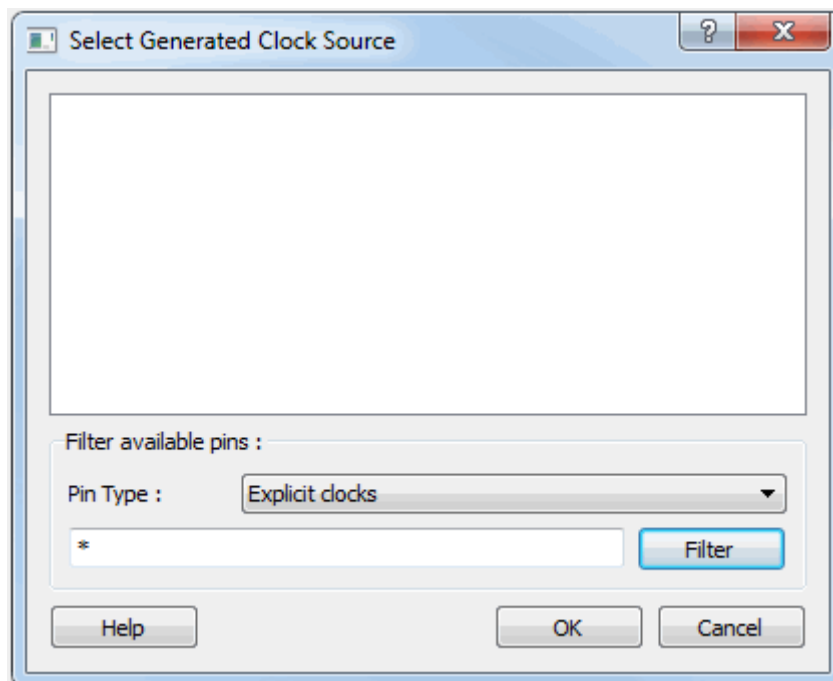 Select Generated Clock Source
Filter available pins :
Pin Type : Explicit clocks
* Filter
Help OK Cancel